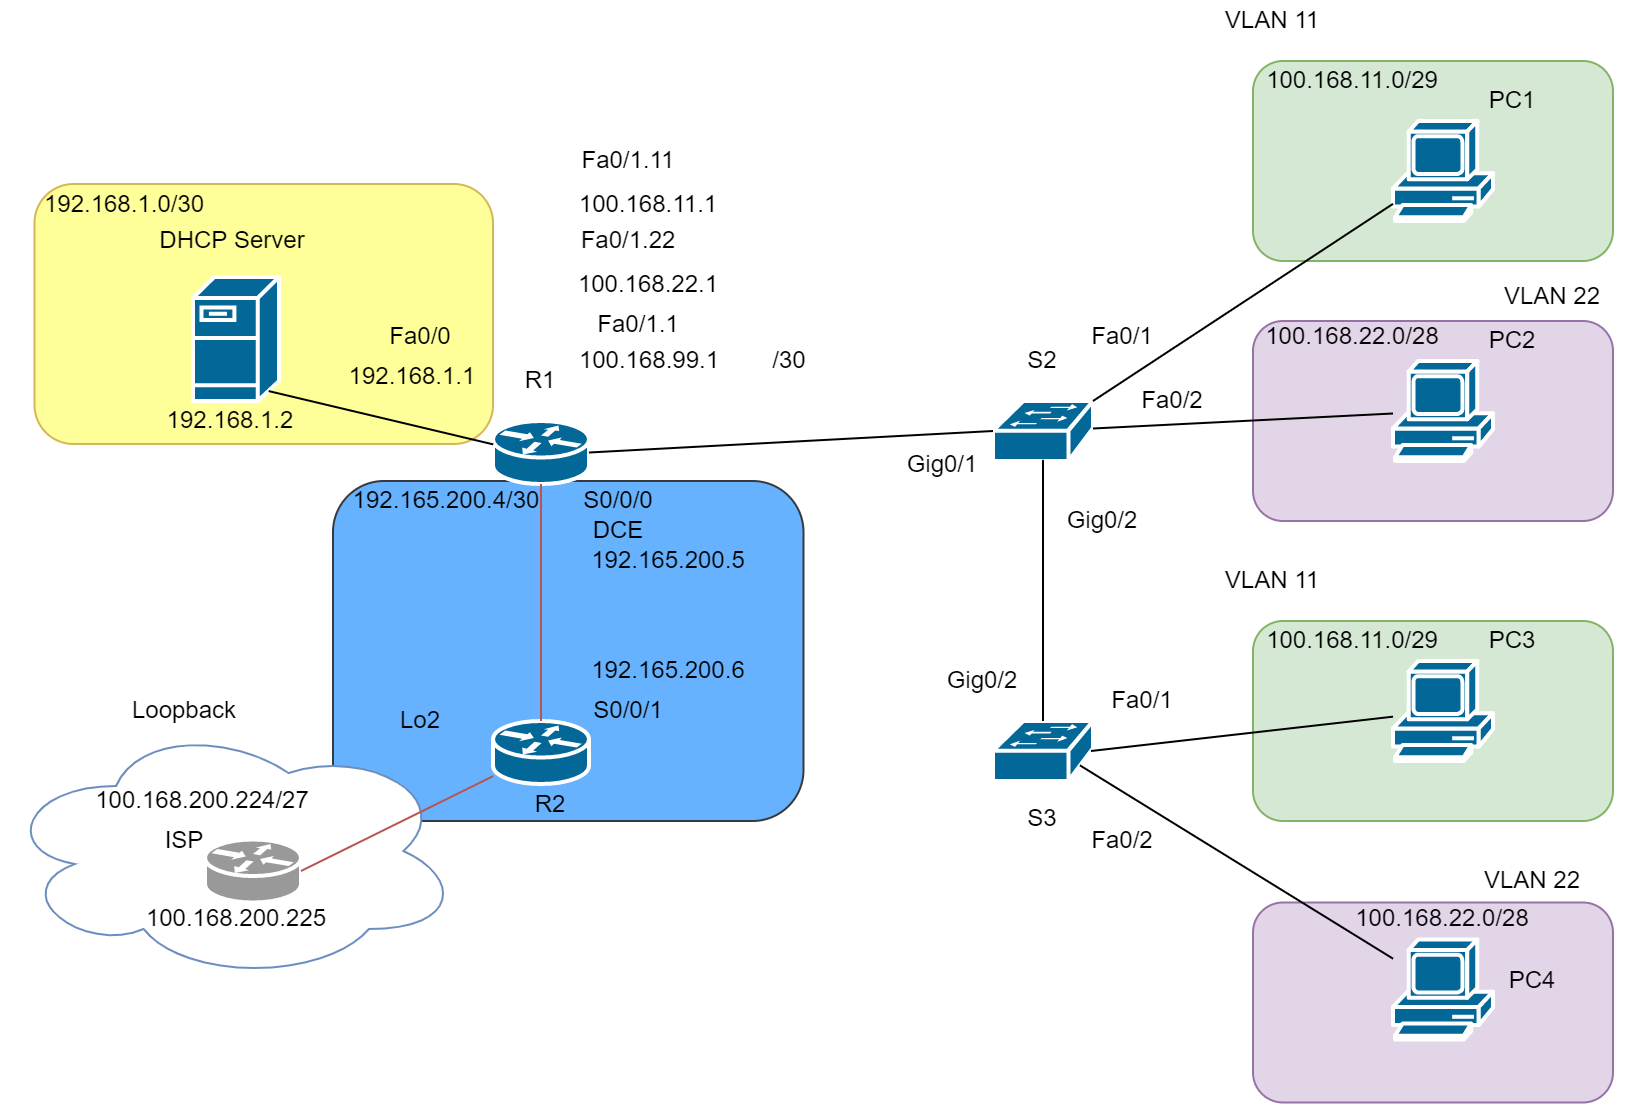 VLAN 11
100.168.11.0/29
PC1
Fa0/1.11
192.168.1.0/30
100.168.11.1
DHCP Server
Fa0/1.22
100.168.22.1
VLAN 22
Fa0/1.1
Fa0/0
Fa0/1
100.168.22.0/28
PC2
100.168.99.1 /30
S2
192.168.1.1
R1
Fa0/2
192.168.1.2
Gig0/1
192.165.200.4/30
S0/0/0
DCE
Gig0/2
192.165.200.5
VLAN 11
100.168.11.0/29
PC3
192.165.200.6
Gig0/2
Fa0/1
Loopback
Lo2
S0/0/1
100.168.200.224/27
R2
S3
ISP
Fa0/2
VLAN 22
100.168.200.225
100.168.22.0/28
PC4